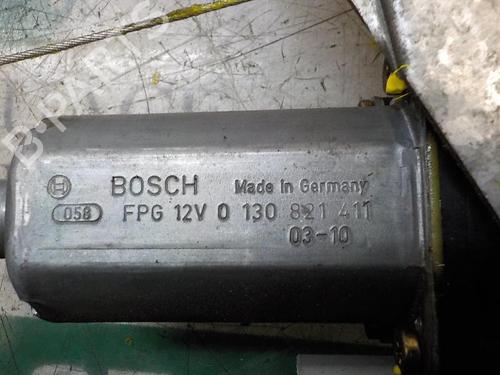 B-PARTS
BOSCH Made in Germany
058 FPG 12V 0 130 821 411
03-10